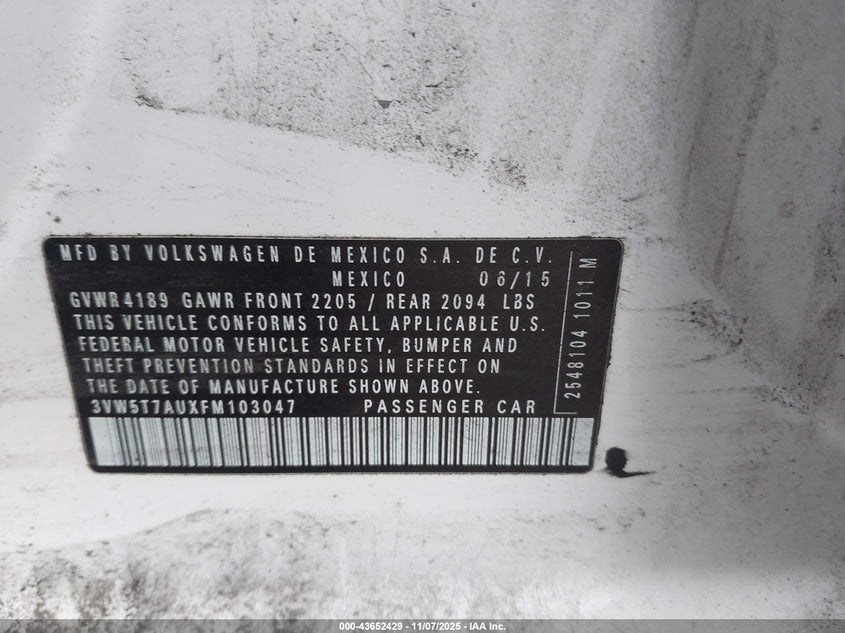 MFD BY VOLKSWAGEN DE MEXICO S.A. DE C.V.
MEXICO 06/15
GVWR4189 GAWR FRONT 2205 / REAR 2094 LBS
THIS VEHICLE CONFORMS TO ALL APPLICABLE U.S.
FEDERAL MOTOR VEHICLE SAFETY, BUMPER AND
THEFT PREVENTION STANDARDS IN EFFECT ON
THE DATE OF MANUFACTURE SHOWN ABOVE.
3VW5T7AUXFM103047 PASSENGER CAR
2548104 1011 M
000-43652429 - 11/07/2025 - IAA Inc.